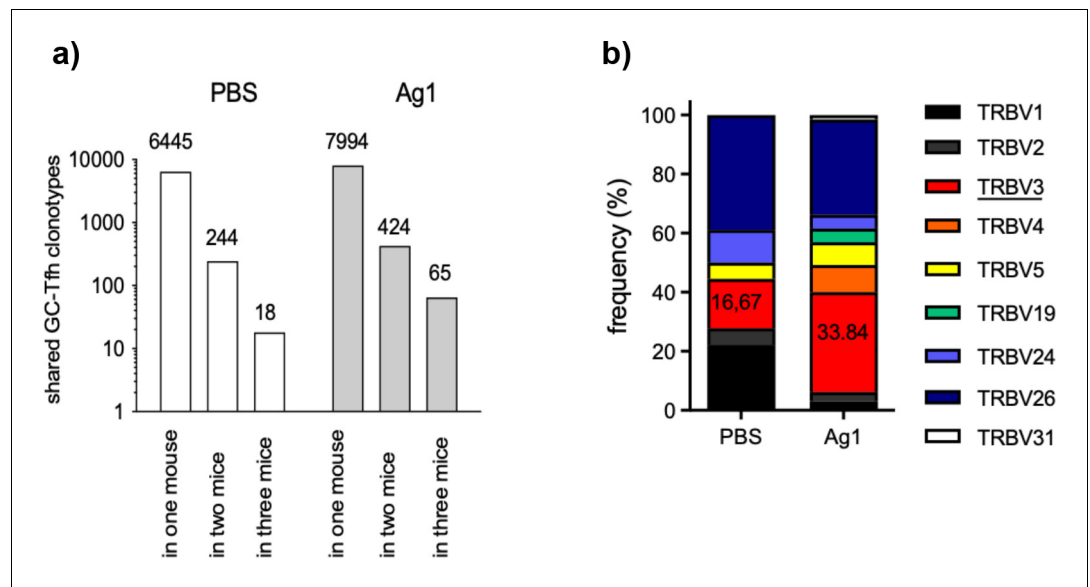 a)
PBS
Ag1
6445
244
18
7994
424
65
shared GC-Tfh clonotypes
10000
1000
100
10
1
in one mouse
in two mice
in three mice
in one mouse
in two mice
in three mice
b)
frequency (%)
100
80
60
40
20
0
16,67
33.84
PBS
Ag1
TRBV1
TRBV2
TRBV3
TRBV4
TRBV5
TRBV19
TRBV24
TRBV26
TRBV31